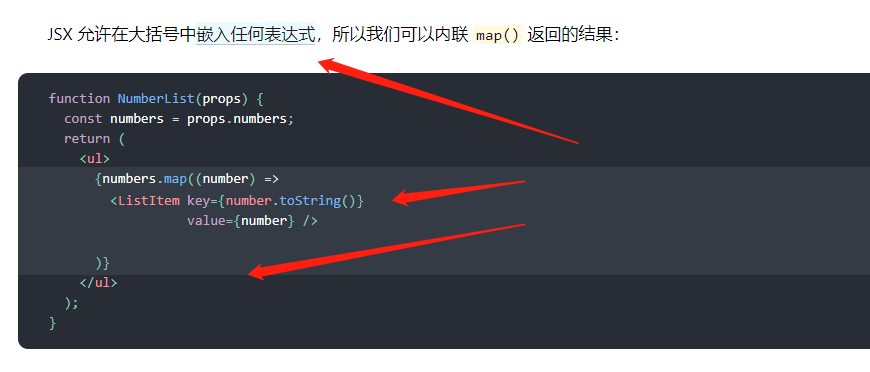 JSX 允许在大括号中嵌入任何表达式，所以我们可以内联 map() 返回的结果：
function NumberList(props) {
  const numbers = props.numbers;
  return (
    <ul>
      {numbers.map((number) =>
        <ListItem key={number.toString()}
                  value={number} />
      )}
    </ul>
  );
}